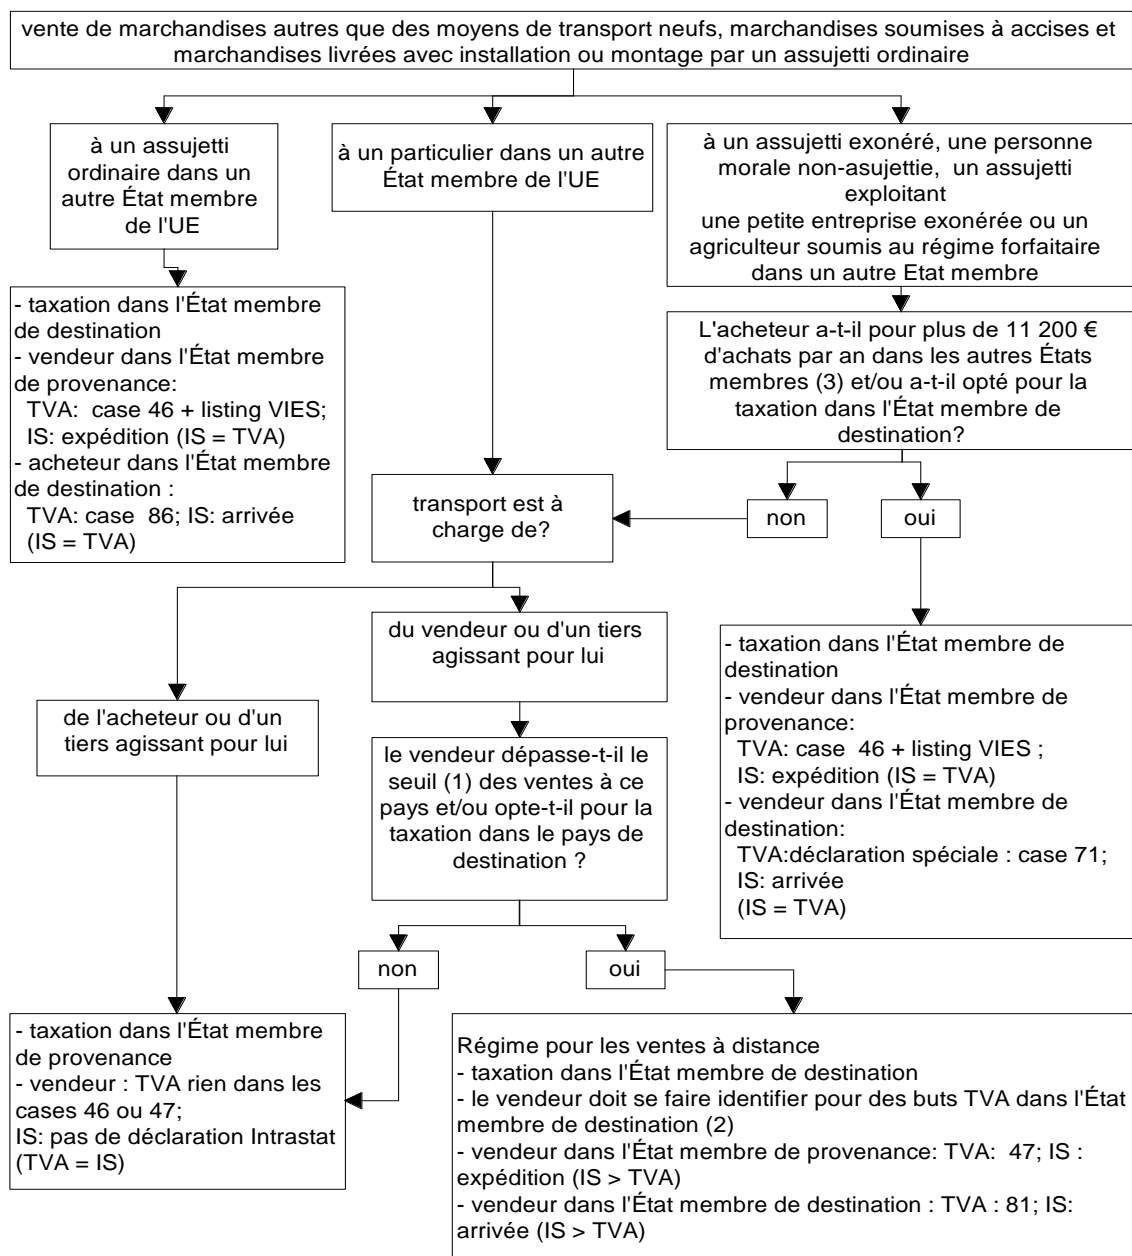 vente de marchandises autres que des moyens de transport neufs, marchandises soumises à accises et
marchandises livrées avec installation ou montage par un assujetti ordinaire
à un assujetti
ordinaire dans un
autre État membre
de l'UE
à un particulier dans un autre
État membre de l'UE
à un assujetti exonéré, une personne
morale non-asujettie, un assujetti
exploitant
une petite entreprise exonérée ou un
agriculteur soumis au régime forfaitaire
dans un autre Etat membre
- taxation dans l'État membre
de destination
- vendeur dans l'État membre
de provenance:
TVA: case 46 + listing VIES;
IS: expédition (IS = TVA)
- acheteur dans l'État membre
de destination :
TVA: case 86; IS: arrivée
(IS = TVA)
L'acheteur a-t-il pour plus de 11 200 €
d'achats par an dans les autres États
membres (3) et/ou a-t-il opté pour la
taxation dans l'État membre de
destination?
transport est à
charge de?
non
oui
du vendeur ou d'un tiers
agissant pour lui
de l'acheteur ou d'un
tiers agissant pour lui
- taxation dans l'État membre de
destination
- vendeur dans l'État membre de
provenance:
TVA: case 46 + listing VIES ;
IS: expédition (IS = TVA)
- vendeur dans l'État membre de
destination:
TVA:déclaration spéciale : case 71;
IS: arrivée
(IS = TVA)
le vendeur dépasse-t-il le
seuil (1) des ventes à ce
pays et/ou opte-t-il pour la
taxation dans le pays de
destination ?
non
oui
- taxation dans l'État membre
de provenance
- vendeur : TVA rien dans les
cases 46 ou 47;
IS: pas de déclaration Intrastat
(TVA = IS)
Régime pour les ventes à distance
- taxation dans l'État membre de destination
- le vendeur doit se faire identifier pour des buts TVA dans l'État
membre de destination (2)
- vendeur dans l'État membre de provenance: TVA: 47; IS :
expédition (IS > TVA)
- vendeur dans l'État membre de destination : TVA : 81; IS:
arrivée (IS > TVA)